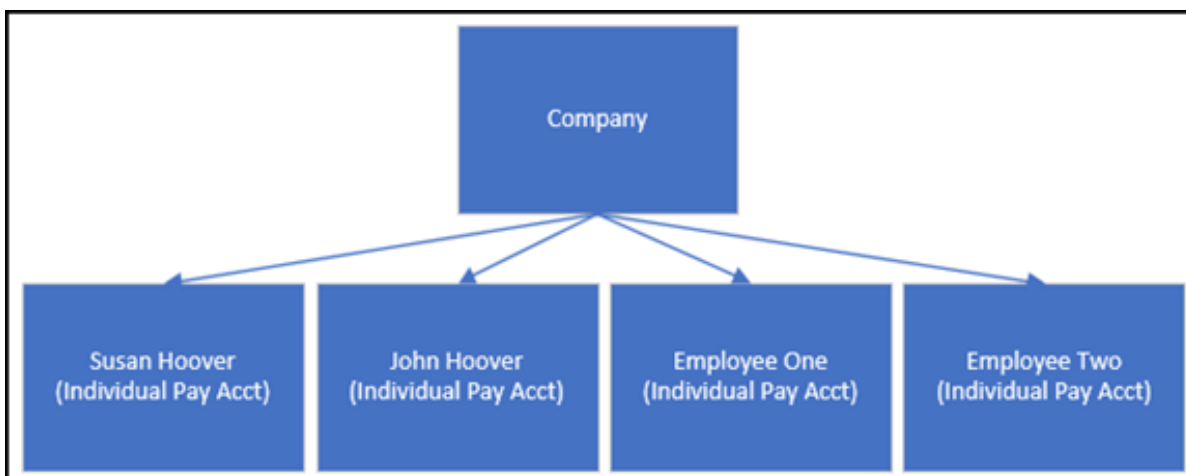 Company
Susan Hoover
(Individual Pay Acct)
John Hoover
(Individual Pay Acct)
Employee One
(Individual Pay Acct)
Employee Two
(Individual Pay Acct)